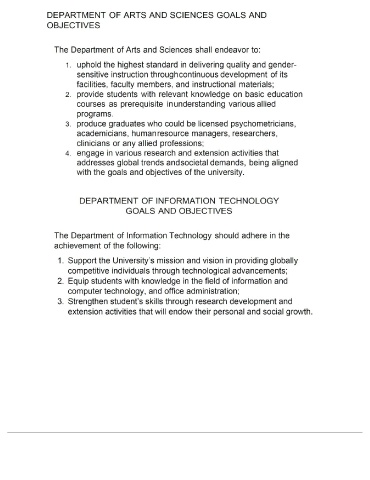 DEPARTMENT OF ARTS AND SCIENCES GOALS AND
OBJECTIVES
The Department of Arts and Sciences shall endeavor to:
1. uphold the highest standard in delivering quality and gender-
sensitive instruction throughcontinuous development of its
facilities, faculty members, and instructional materials;
2. provide students with relevant knowledge on basic education
courses as prerequisite inunderstanding various allied
programs.
3. produce graduates who could be licensed psychometricians,
academicians, humanresource managers, researchers,
clinicians or any allied professions;
4. engage in various research and extension activities that
addresses global trends andsocietal demands, being aligned
with the goals and objectives of the university.
DEPARTMENT OF INFORMATION TECHNOLOGY
GOALS AND OBJECTIVES
The Department of Information Technology should adhere in the
achievement of the following:
1. Support the University's mission and vision in providing globally
competitive individuals through technological advancements;
2. Equip students with knowledge in the field of information and
computer technology, and office administration;
3. Strengthen student's skills through research development and
extension activities that will endow their personal and social growth.